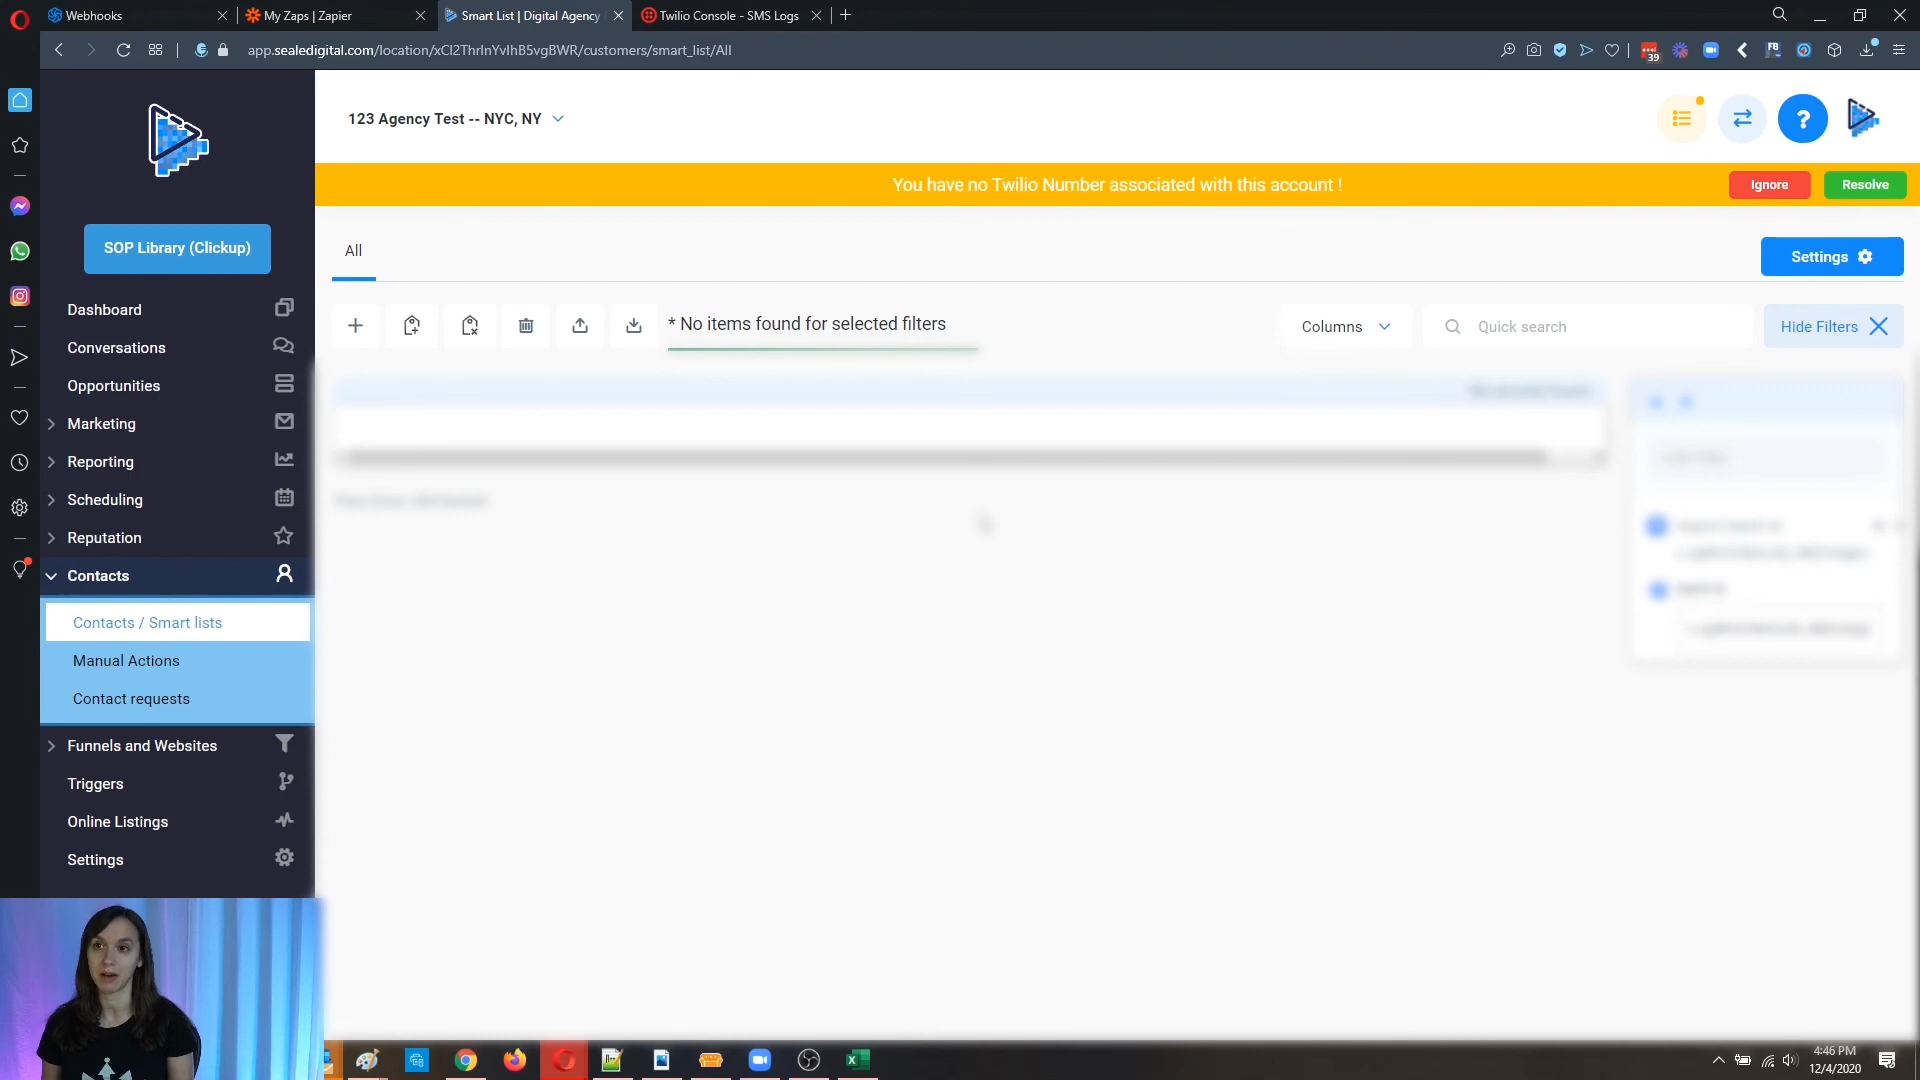 Webhooks
My Zaps | Zapier
Smart List | Digital Agency
Twilio Console - SMS Logs
app.sealedigital.com/location/xCl2ThrInYvIhB5vgBWR/customers/smart_list/All
39
FB
123 Agency Test -- NYC, NY
?
You have no Twilio Number associated with this account !
Ignore
Resolve
SOP Library (Clickup)
All
Settings
* No items found for selected filters
Columns
Quick search
Hide Filters
Dashboard
Conversations
Opportunities
Marketing
Reporting
Scheduling
Reputation
Contacts
Contacts / Smart lists
Manual Actions
Contact requests
Funnels and Websites
Triggers
Online Listings
Settings
4:46 PM
12/4/2020